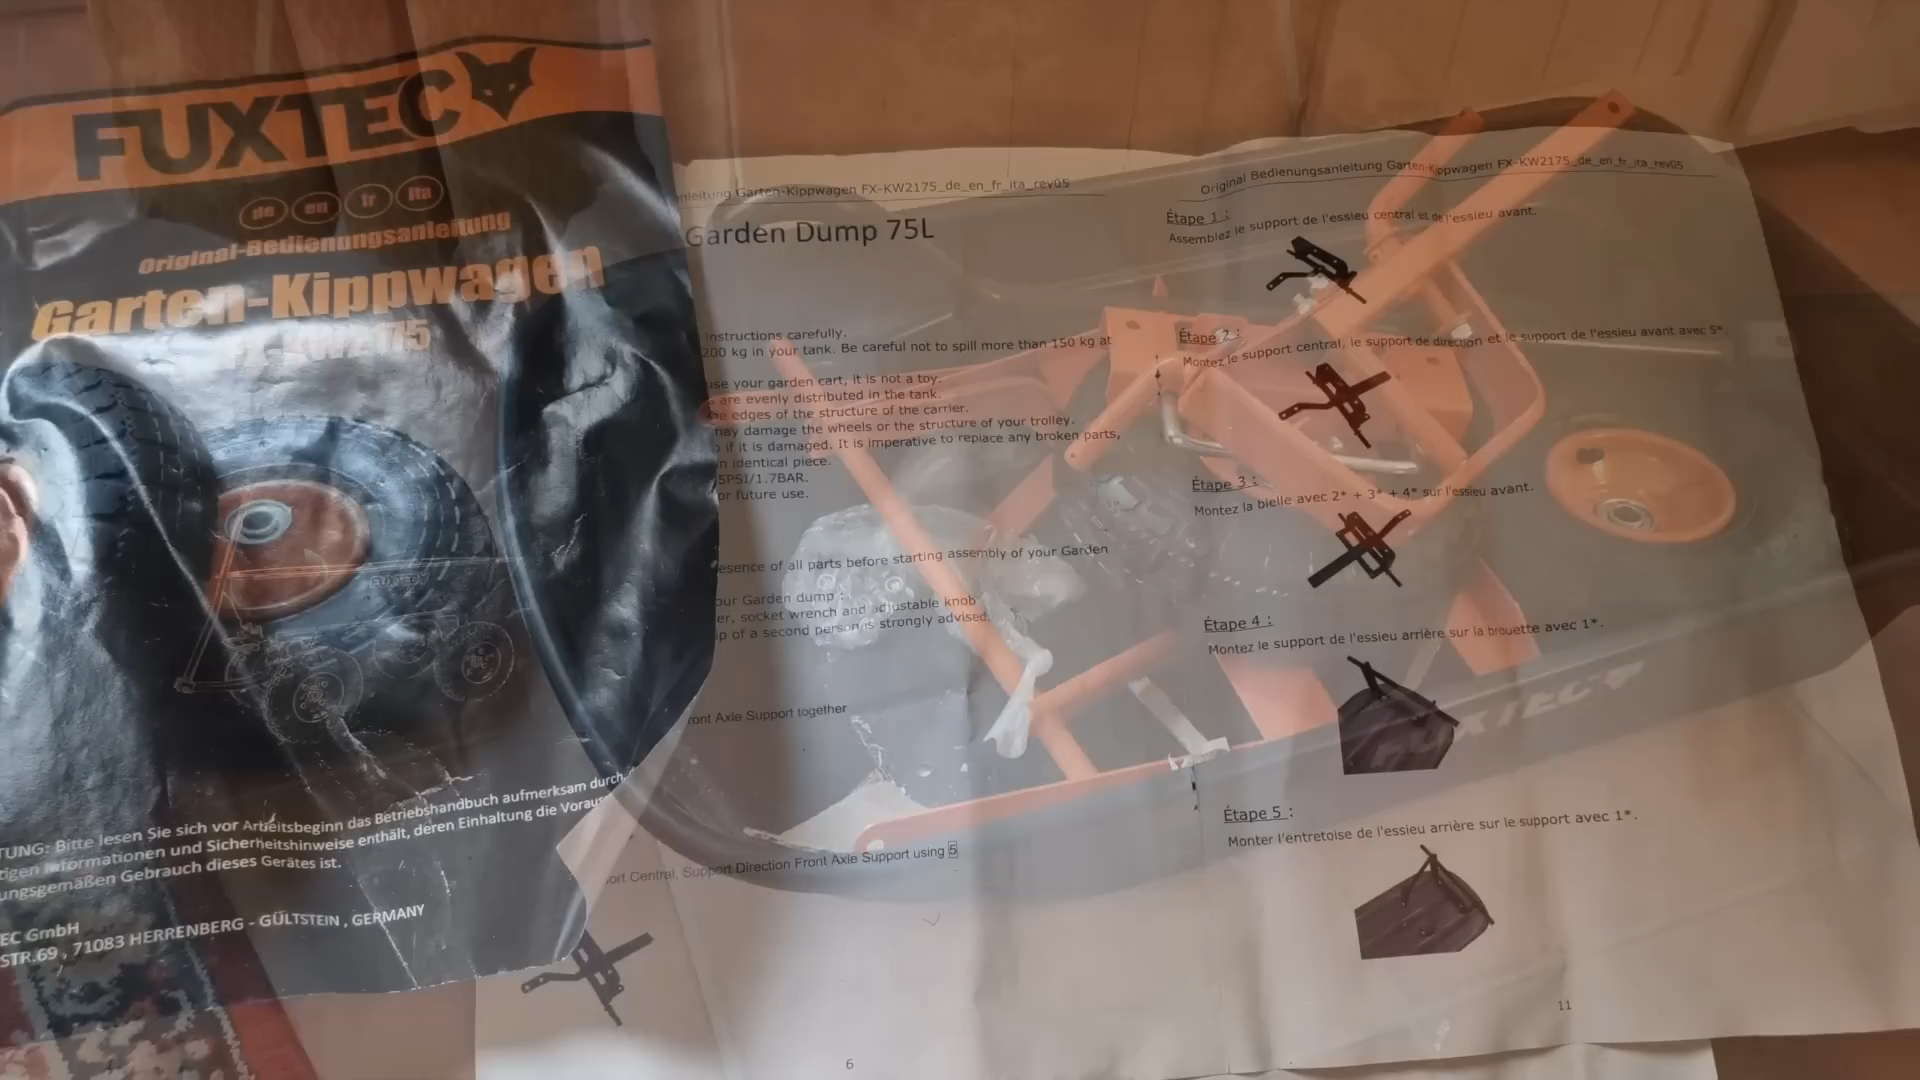 FUXTEC
de en fr ita
Original-Bedienungsanleitung
Garten-Kippwagen
FX-KW2175
FUXTEC
TUNG: Bitte lesen Sie sich vor Arbeitsbeginn das Betriebshandbuch aufmerksam durch,
tigen Informationen und Sicherheitshinweise enthält, deren Einhaltung die Voraus
ungsgemäßen Gebrauch dieses Gerätes ist.
EC GmbH
STR.69 , 71083 HERRENBERG - GÜLTSTEIN , GERMANY
nleitung Garten-Kippwagen FX-KW2175_de_en_fr_ita_rev05
Garden Dump 75L
instructions carefully.
200 kg in your tank. Be careful not to spill more than 150 kg at
use your garden cart, it is not a toy.
are evenly distributed in the tank.
he edges of the structure of the carrier.
may damage the wheels or the structure of your trolley.
if it is damaged. It is imperative to replace any broken parts,
n identical piece.
5PSI/1.7BAR.
or future use.
esence of all parts before starting assembly of your Garden
our Garden dump :
er, socket wrench and adjustable knob
lp of a second person is strongly advised.
ront Axle Support together
ort Central, Support Direction Front Axle Support using 5
6
Original Bedienungsanleitung Garten-Kippwagen FX-KW2175_de_en_fr_ita_rev05
Étape 1 :
Assemblez le support de l'essieu central et de l'essieu avant.
Étape 2 :
Montez le support central, le support de direction et le support de l'essieu avant avec 5*.
Étape 3 :
Montez la bielle avec 2* + 3* + 4* sur l'essieu avant.
Étape 4 :
Montez le support de l'essieu arrière sur la brouette avec 1*.
Étape 5 :
Monter l'entretoise de l'essieu arrière sur le support avec 1*.
11
FUXTEC